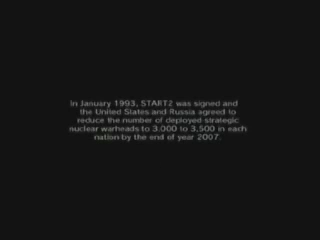 In January 1993, START2 was signed and
the United States and Russia agreed to
reduce the number of deployed strategic
nuclear warheads to 3,000 to 3,500 in each
nation by the end of year 2007.